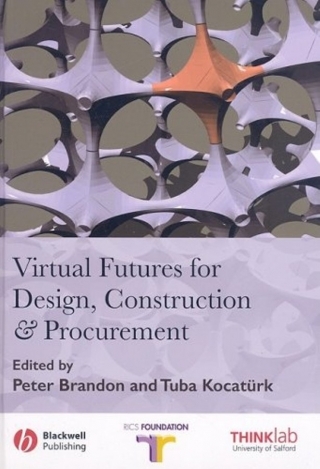 Virtual Futures for
Design, Construction
& Procurement
Edited by
Peter Brandon and Tuba Kocatürk
Blackwell
Publishing
RICS FOUNDATION
THINKlab
University of Salford